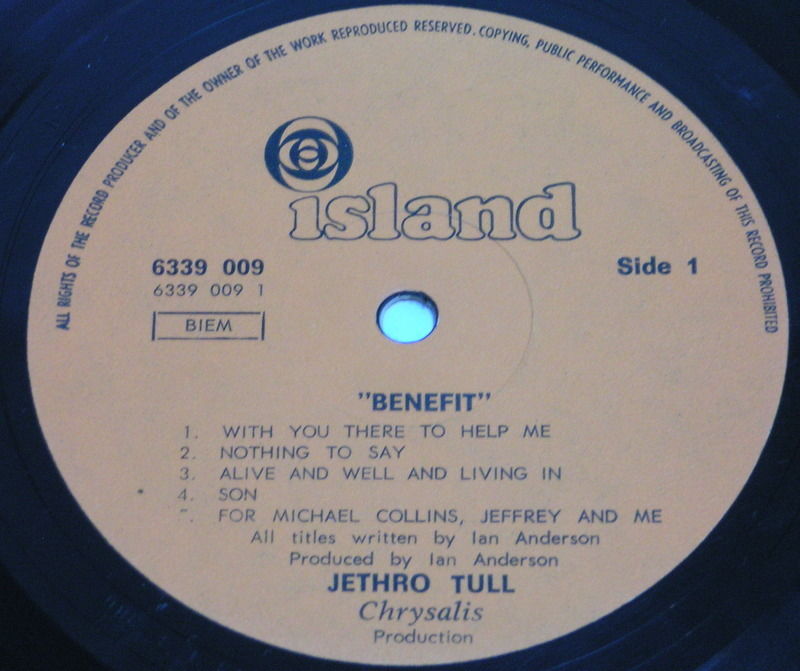 ALL RIGHTS OF THE RECORD PRODUCER AND OF THE OWNER OF THE WORK REPRODUCED RESERVED. COPYING, PUBLIC PERFORMANCE AND BROADCASTING OF THIS RECORD PROHIBITED
island
6339 009
6339 009 1
BIEM
Side 1
"BENEFIT"
1. WITH YOU THERE TO HELP ME
2. NOTHING TO SAY
3. ALIVE AND WELL AND LIVING IN
4. SON
FOR MICHAEL COLLINS, JEFFREY AND ME
All titles written by Ian Anderson
Produced by Ian Anderson
JETHRO TULL
Chrysalis
Production